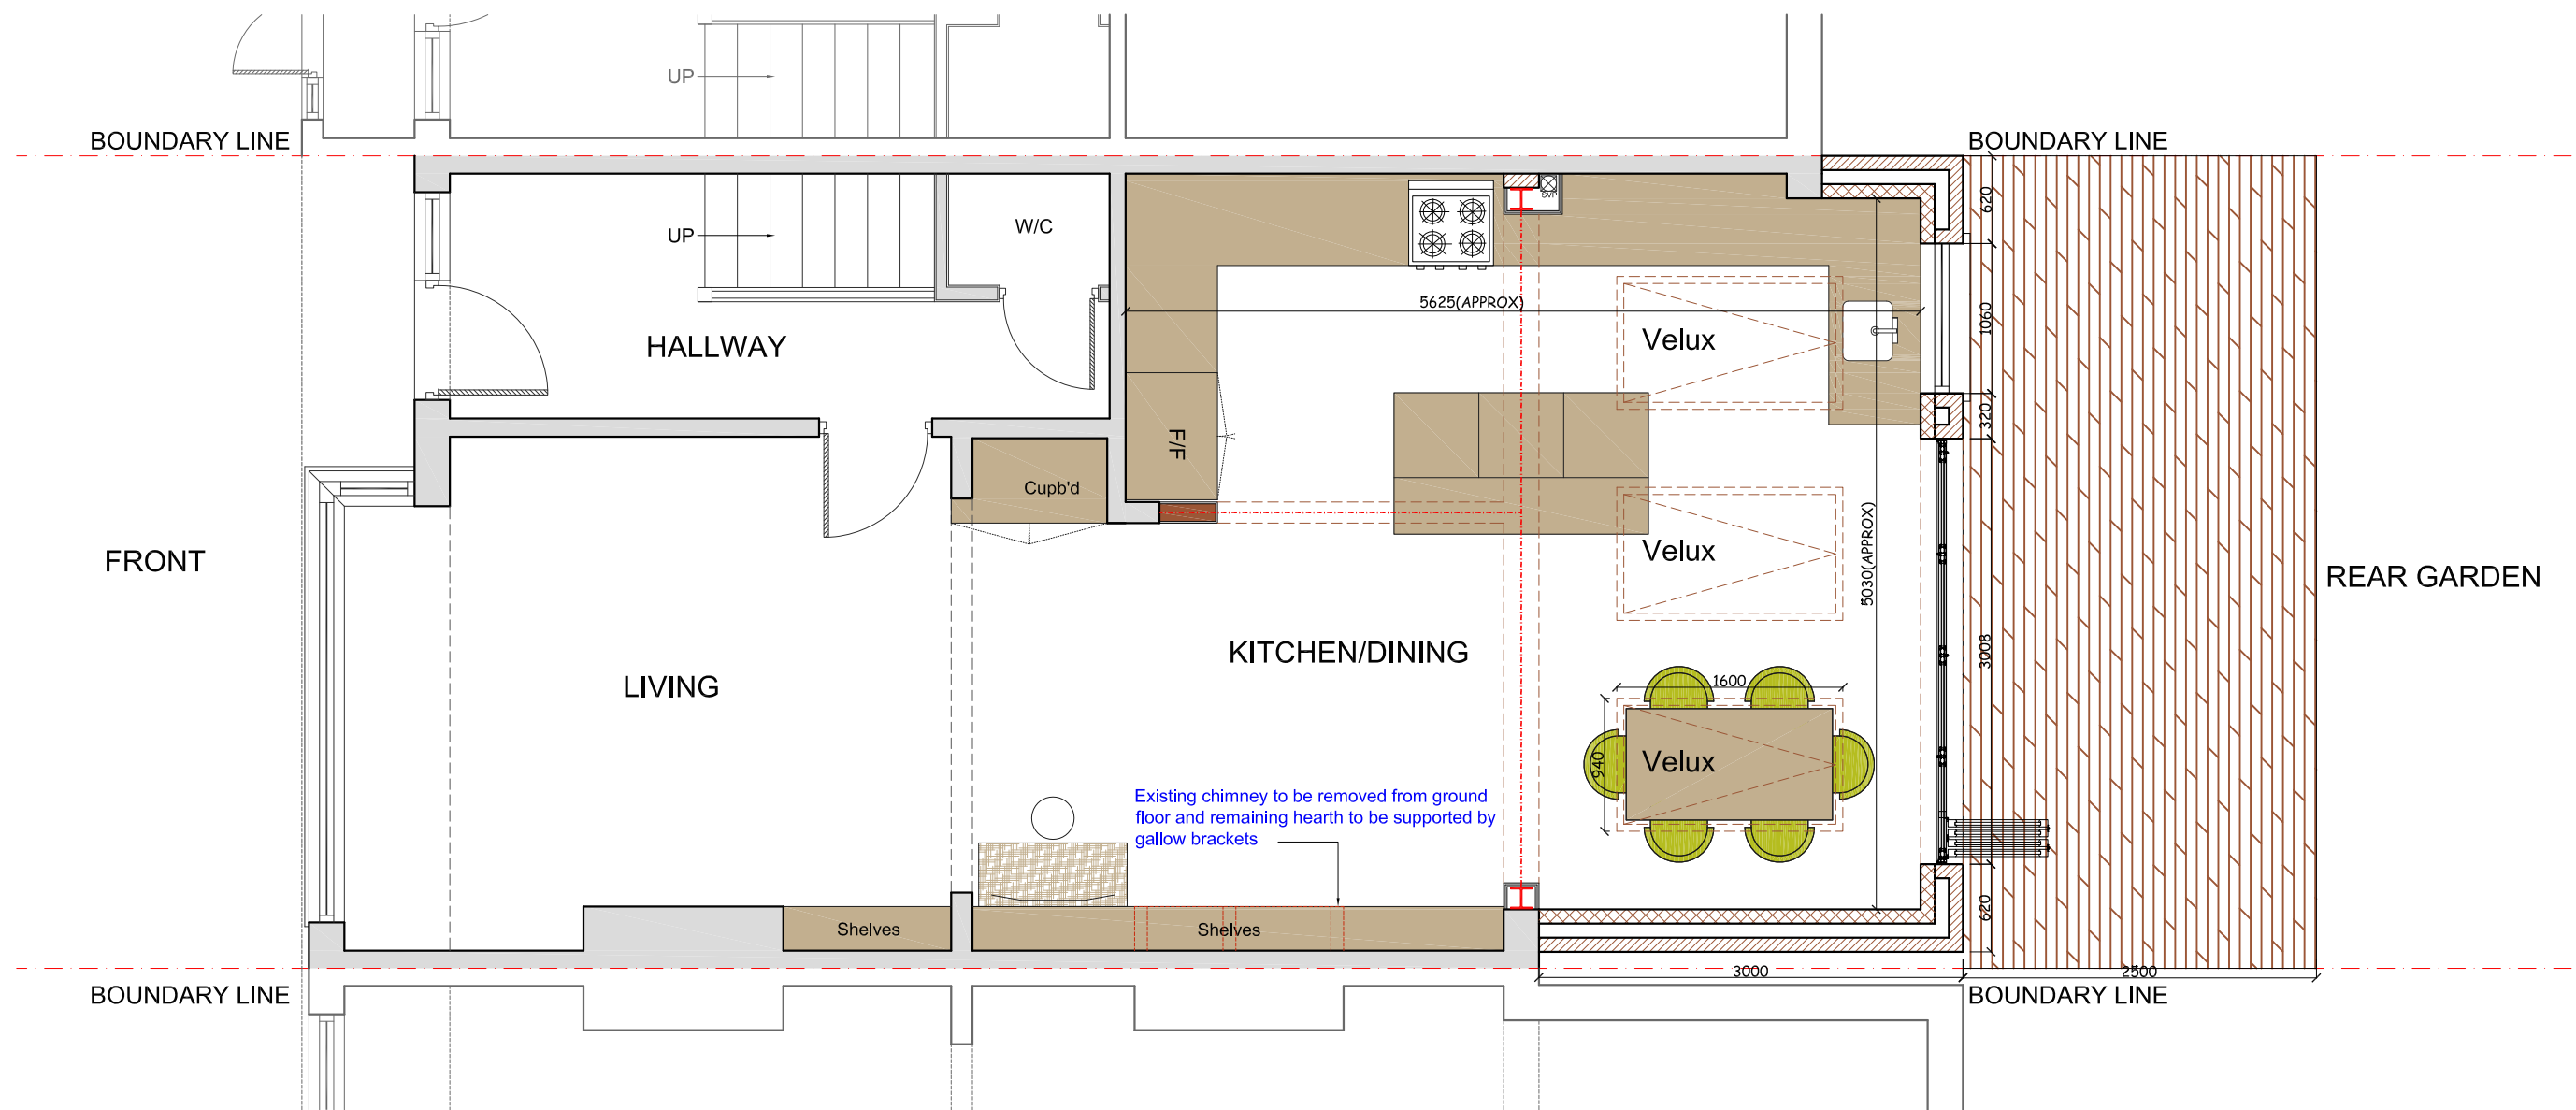 UP
BOUNDARY LINE
BOUNDARY LINE
SVP
620
W/C
UP
5625(APPROX)
1060
HALLWAY
Velux
320
F/F
Cupb'd
Velux
5030(APPROX)
FRONT
REAR GARDEN
KITCHEN/DINING
3008
LIVING
1600
940
Velux
Existing chimney to be removed from ground
floor and remaining hearth to be supported by
gallow brackets
Shelves
Shelves
620
3000
2500
BOUNDARY LINE
BOUNDARY LINE